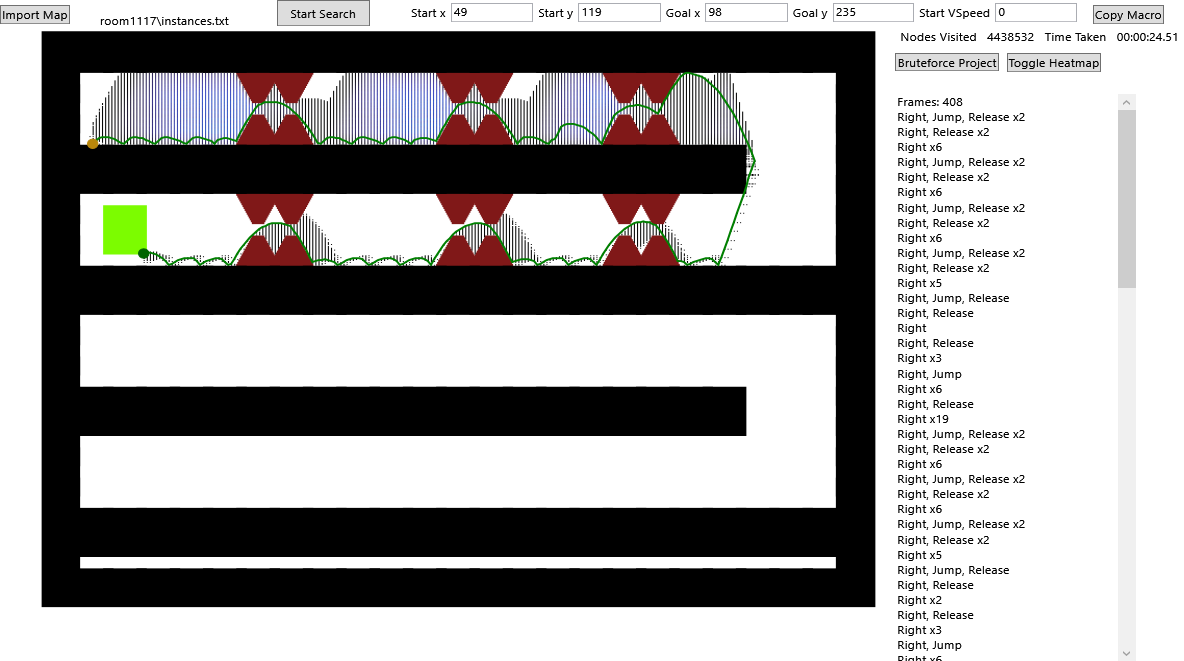 Import Map room1117\instances.txt Start Search Start x 49 Start y 119 Goal x 98 Goal y 235 Start VSpeed 0 Copy Macro
Nodes Visited 4438532 Time Taken 00:00:24.51
Bruteforce Project Toggle Heatmap
Frames: 408
Right, Jump, Release x2
Right, Release x2
Right x6
Right, Jump, Release x2
Right, Release x2
Right x6
Right, Jump, Release x2
Right, Release x2
Right x6
Right, Jump, Release x2
Right, Release x2
Right x5
Right, Jump, Release
Right, Release
Right
Right, Release
Right x3
Right, Jump
Right x6
Right, Release
Right x19
Right, Jump, Release x2
Right, Release x2
Right x6
Right, Jump, Release x2
Right, Release x2
Right x6
Right, Jump, Release x2
Right, Release x2
Right x5
Right, Jump, Release
Right, Release
Right x2
Right, Release
Right x3
Right, Jump
Right x6